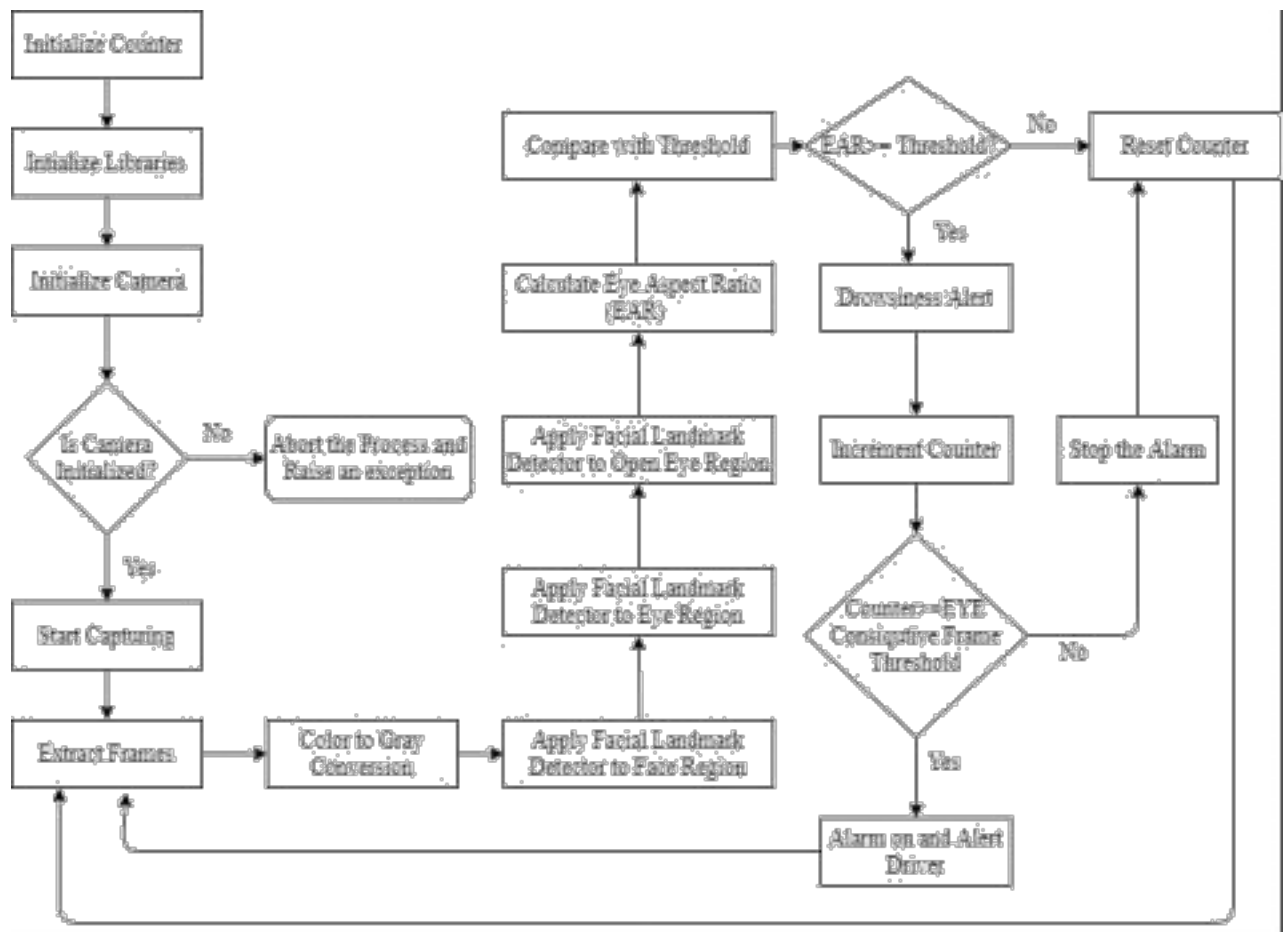 Initialize Counter
Intialize Libraries
Initialize Camera
Is Camera
Initialized?
No
Abort the Process and
Raise an exception
Yes
Start Capturing
Extract Frames
Color to Gray
Conversion
Apply Facial Landmark
Detector to Face Region
Apply Facial Landmark
Detector to Eye Region
Apply Facial Landmark
Detector to Open Eye Region
Calculate Eye Aspect Ratio
(EAR)
Compare with Threshold
EAR>= Threshold?
No
Reset Counter
Yes
Drowsiness Alert
Increment Counter
Stop the Alarm
Counter>=EYE
Frame
Threshold
No
Yes
Alarm on and Alert
Driver